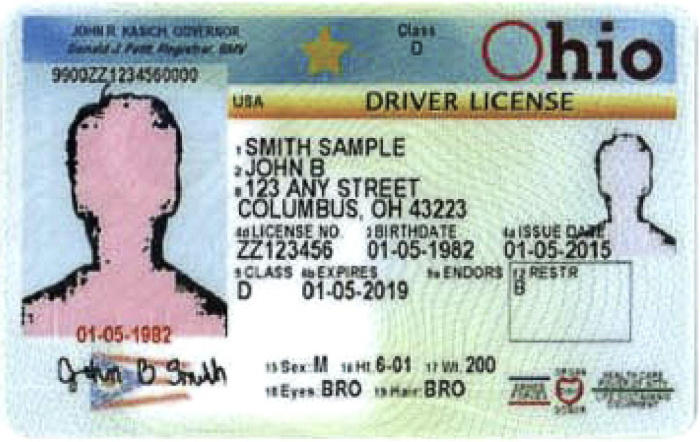 JOHN R. KASICH, GOVERNOR
Donald J. Petit, Registrar, BMV
Class
D
Ohio
9900ZZ1234560000
USA DRIVER LICENSE
1 SMITH SAMPLE
2 JOHN B
8 123 ANY STREET
COLUMBUS, OH 43223
4d LICENSE NO. 3 BIRTHDATE 4a ISSUE DATE
ZZ123456 01-05-1982 01-05-2015
9 CLASS 4b EXPIRES 9a ENDORS 12 RESTR
D 01-05-2019 B
01-05-1982
John B Smith
15 Sex: M 16 Ht. 6-01 17 Wt. 200
18 Eyes: BRO 19 Hair: BRO
ARMED FORCES
ORGAN DONOR
HEALTH CARE
POWER OF ATTY
LIFE SUSTAINING
EQUIPMENT